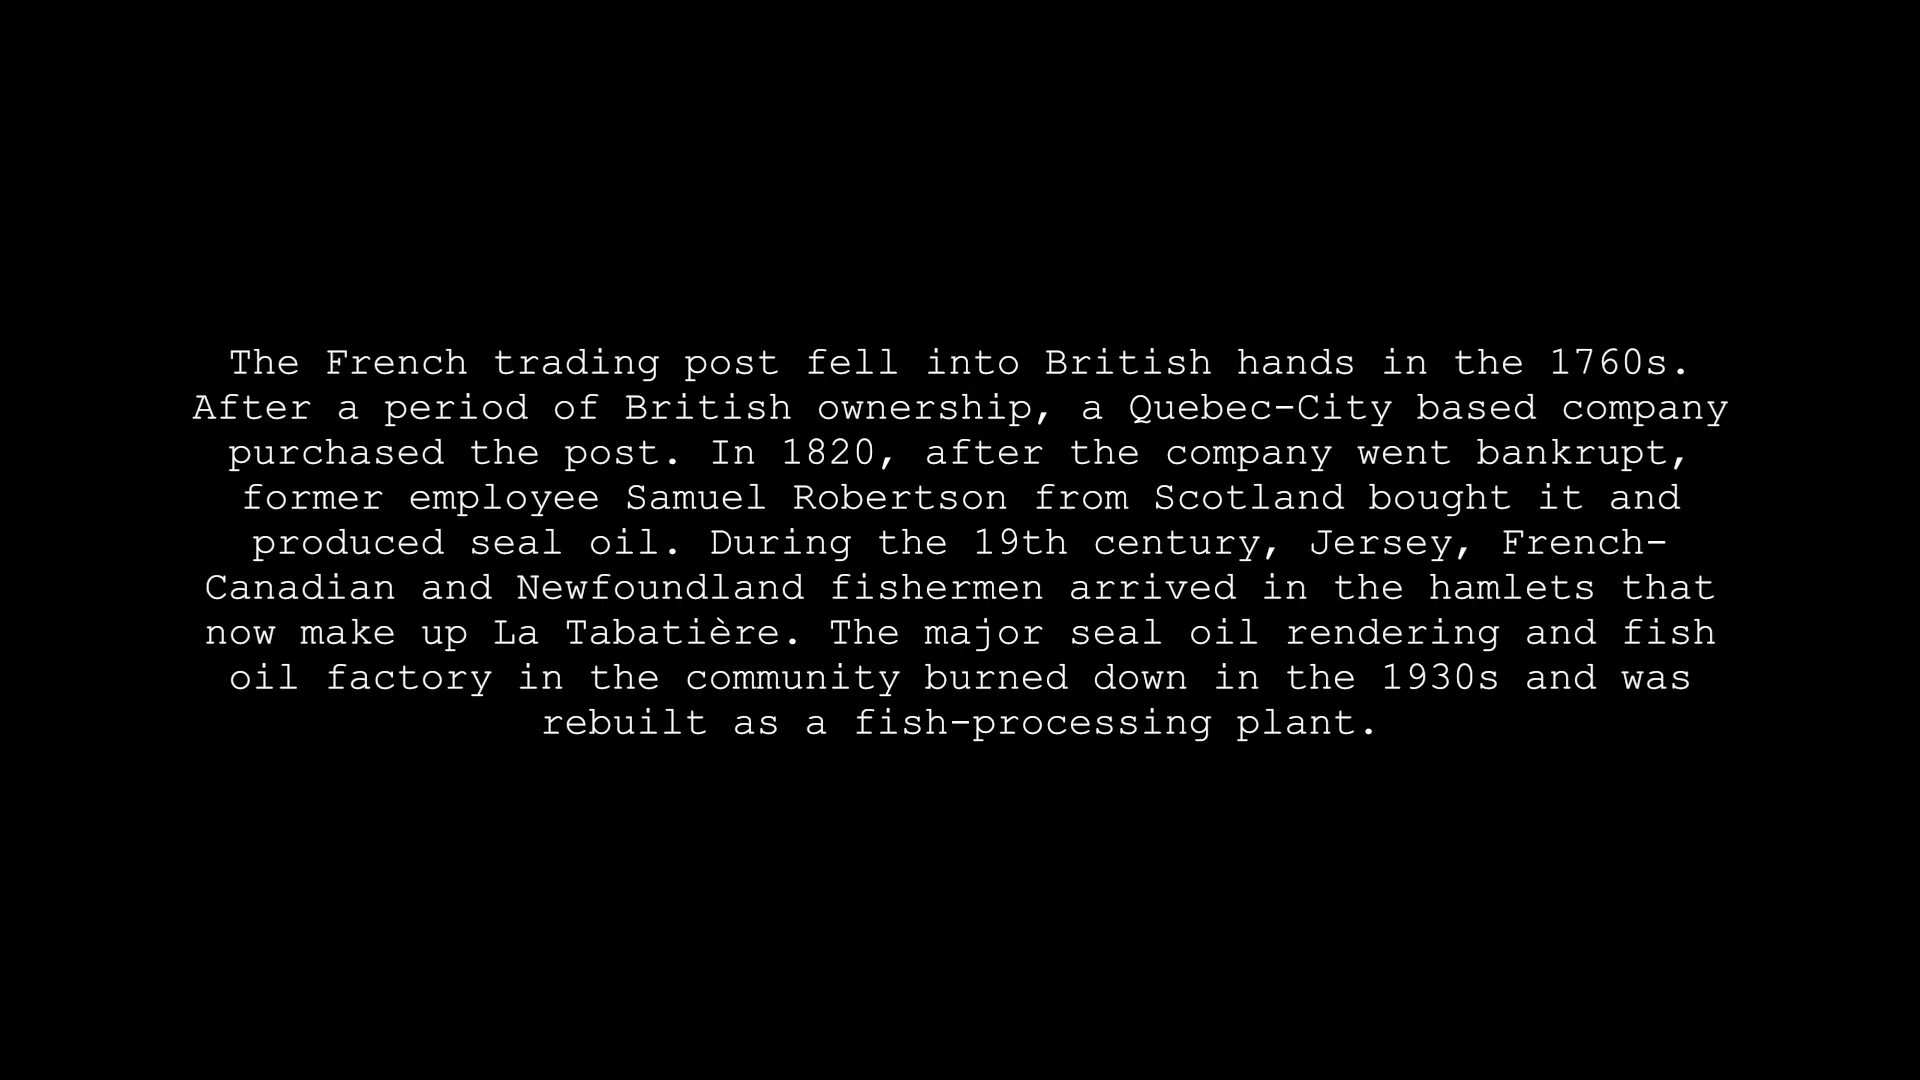 The French trading post fell into British hands in the 1760s.
After a period of British ownership, a Quebec-City based company
purchased the post. In 1820, after the company went bankrupt,
former employee Samuel Robertson from Scotland bought it and
produced seal oil. During the 19th century, Jersey, French-
Canadian and Newfoundland fishermen arrived in the hamlets that
now make up La Tabatière. The major seal oil rendering and fish
oil factory in the community burned down in the 1930s and was
rebuilt as a fish-processing plant.